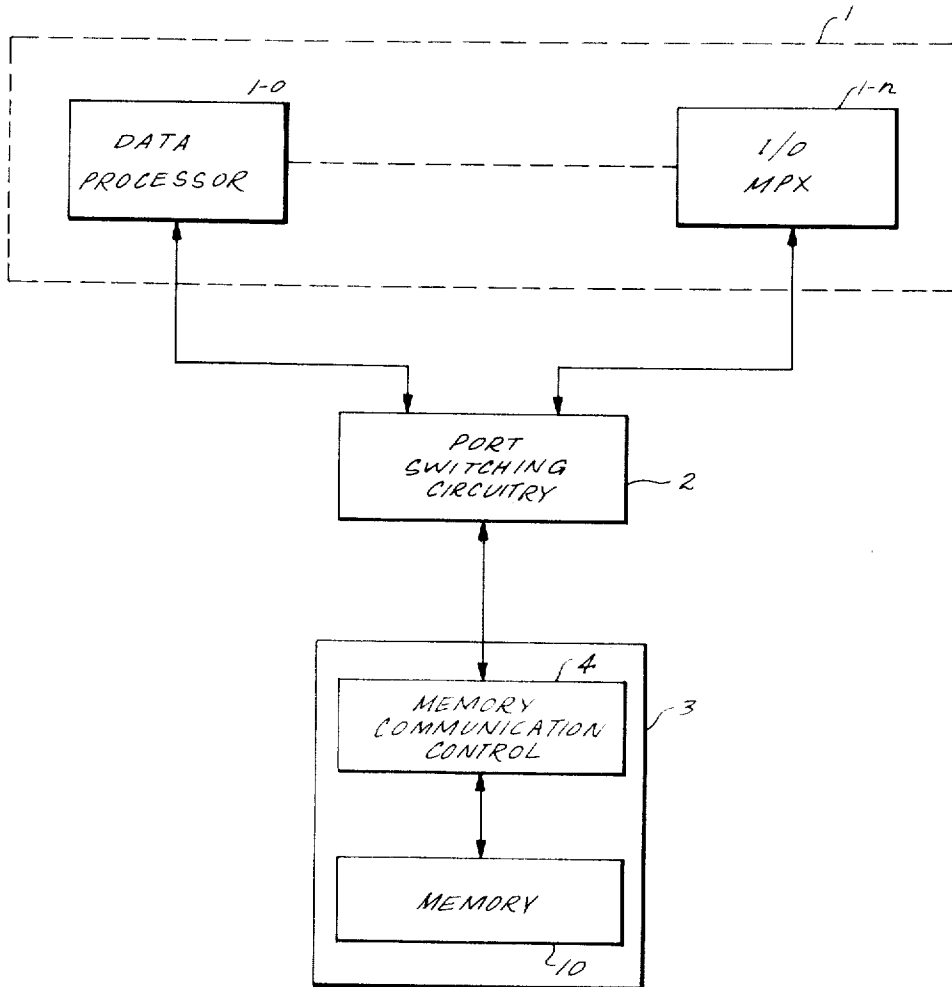 1
1-0
1-n
DATA
PROCESSOR
I/O
MPX
PORT
SWITCHING
CIRCUITRY
2
4
MEMORY
COMMUNICATION
CONTROL
3
MEMORY
10